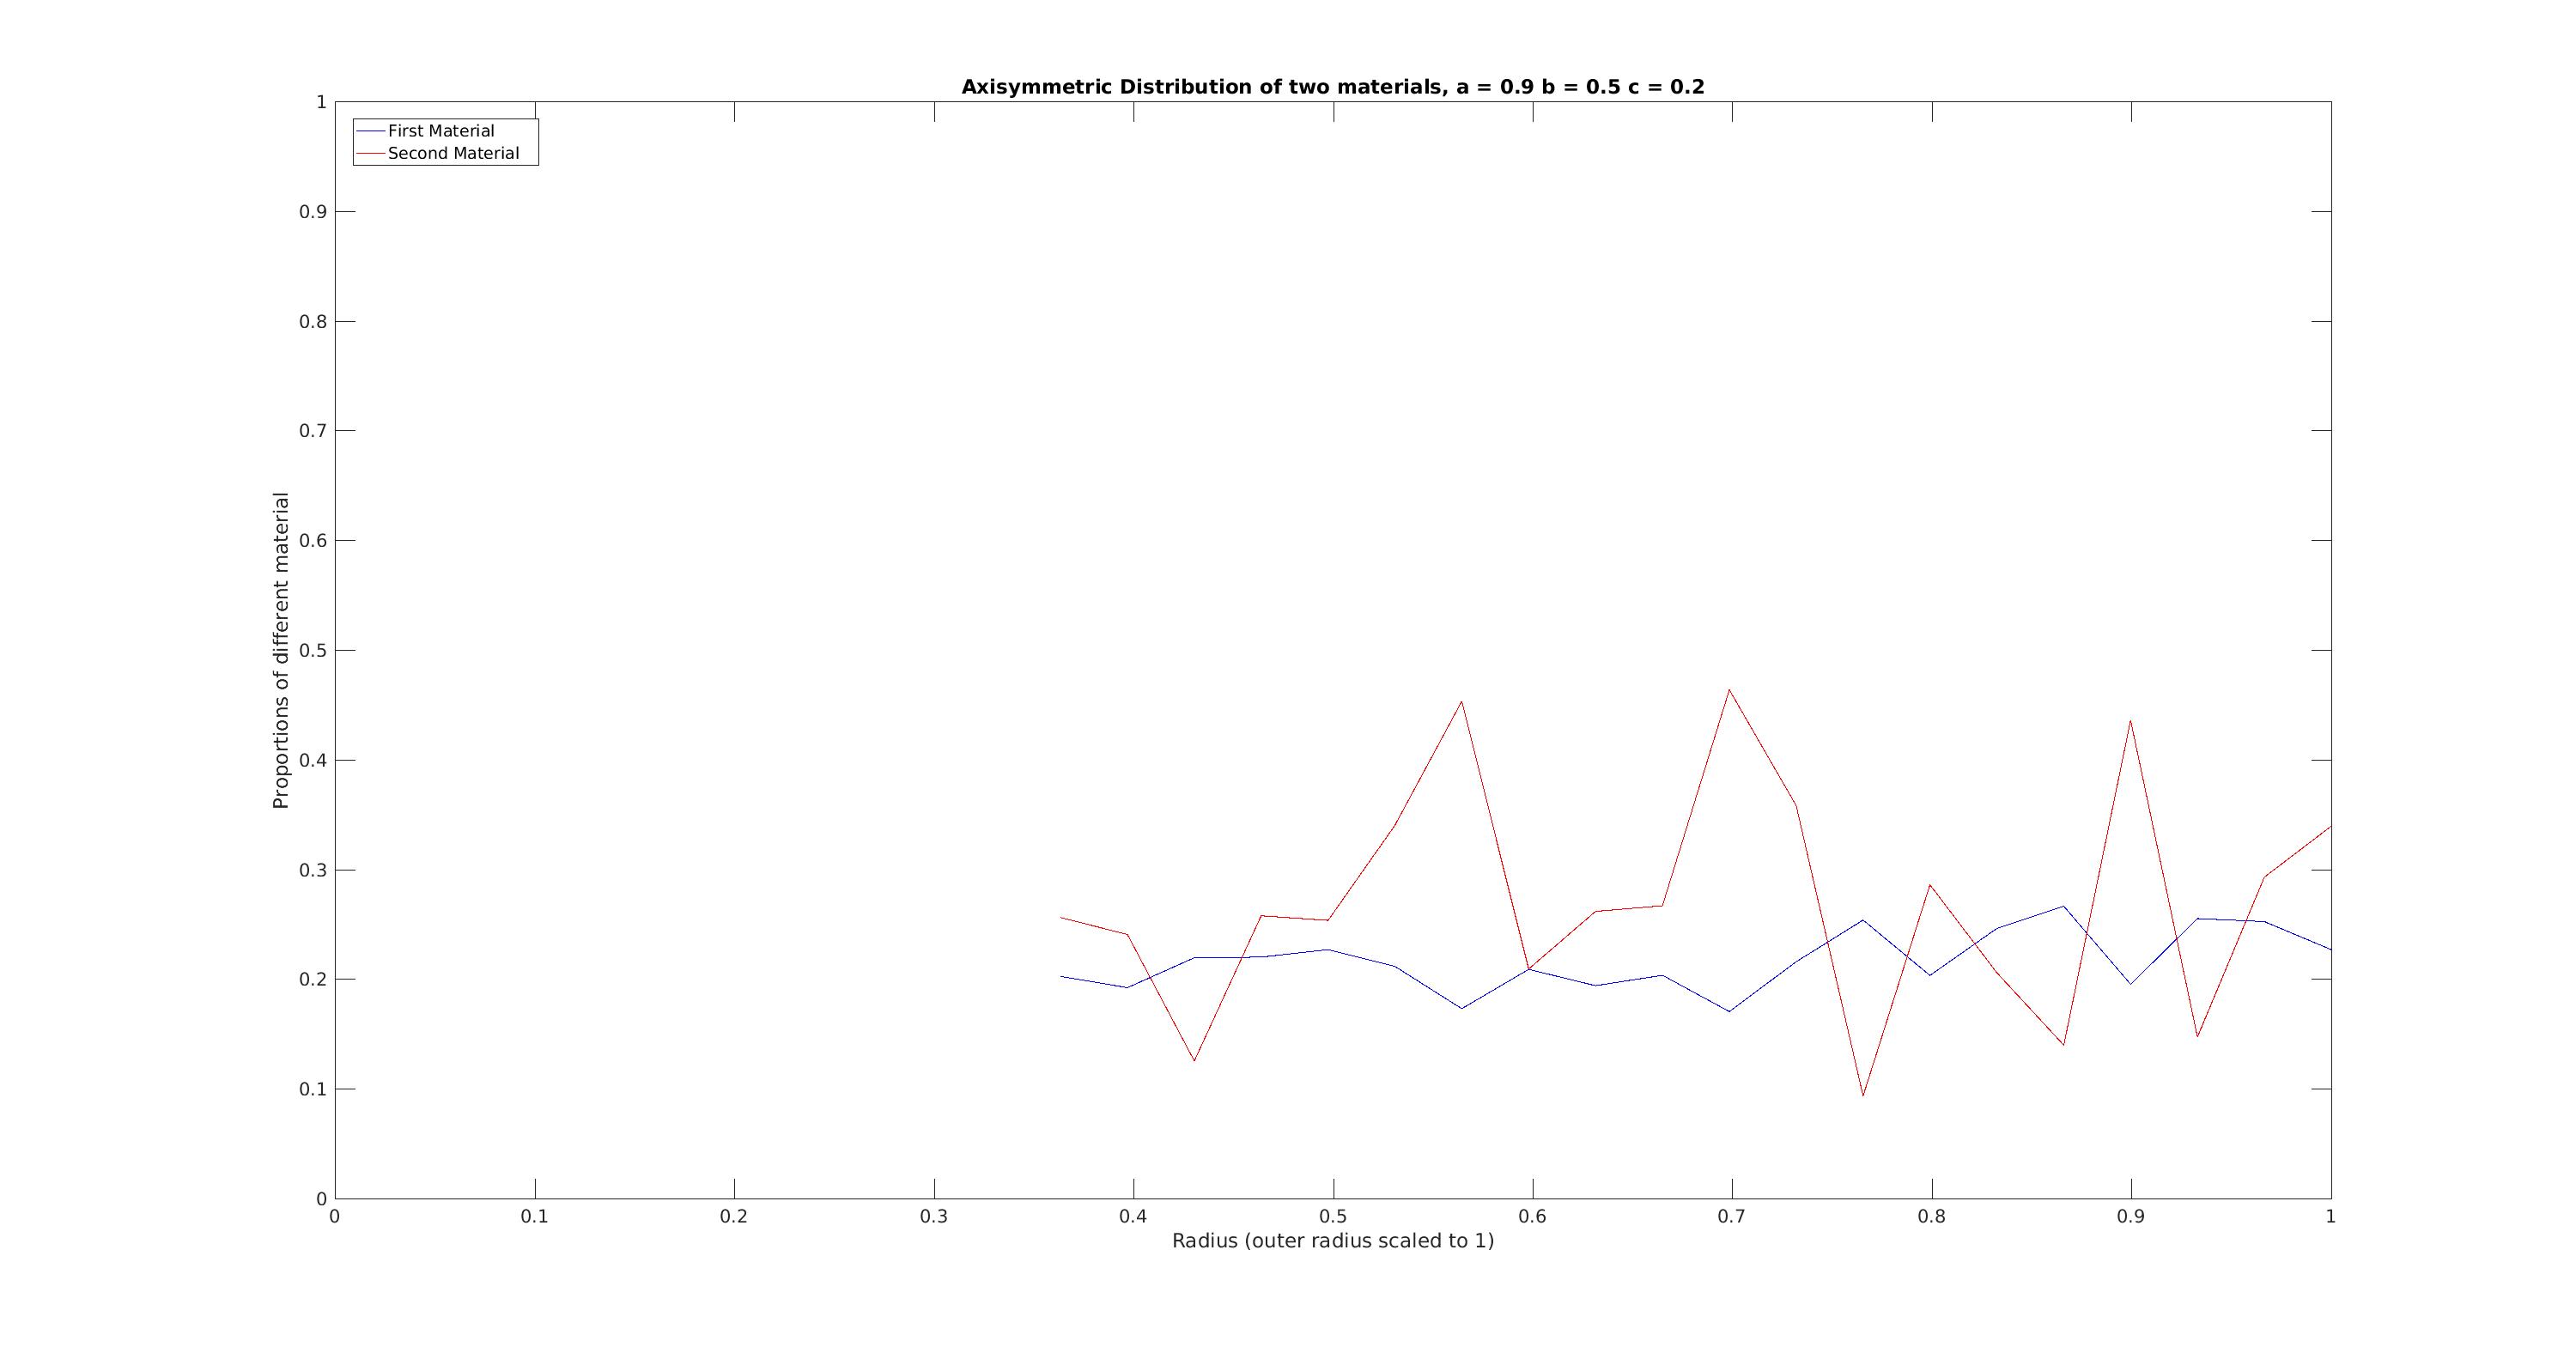 Axisymmetric Distribution of two materials, a = 0.9 b = 0.5 c = 0.2
First Material
Second Material
Proportions of different material
1
0.9
0.8
0.7
0.6
0.5
0.4
0.3
0.2
0.1
0
0 0.1 0.2 0.3 0.4 0.5 0.6 0.7 0.8 0.9 1
Radius (outer radius scaled to 1)